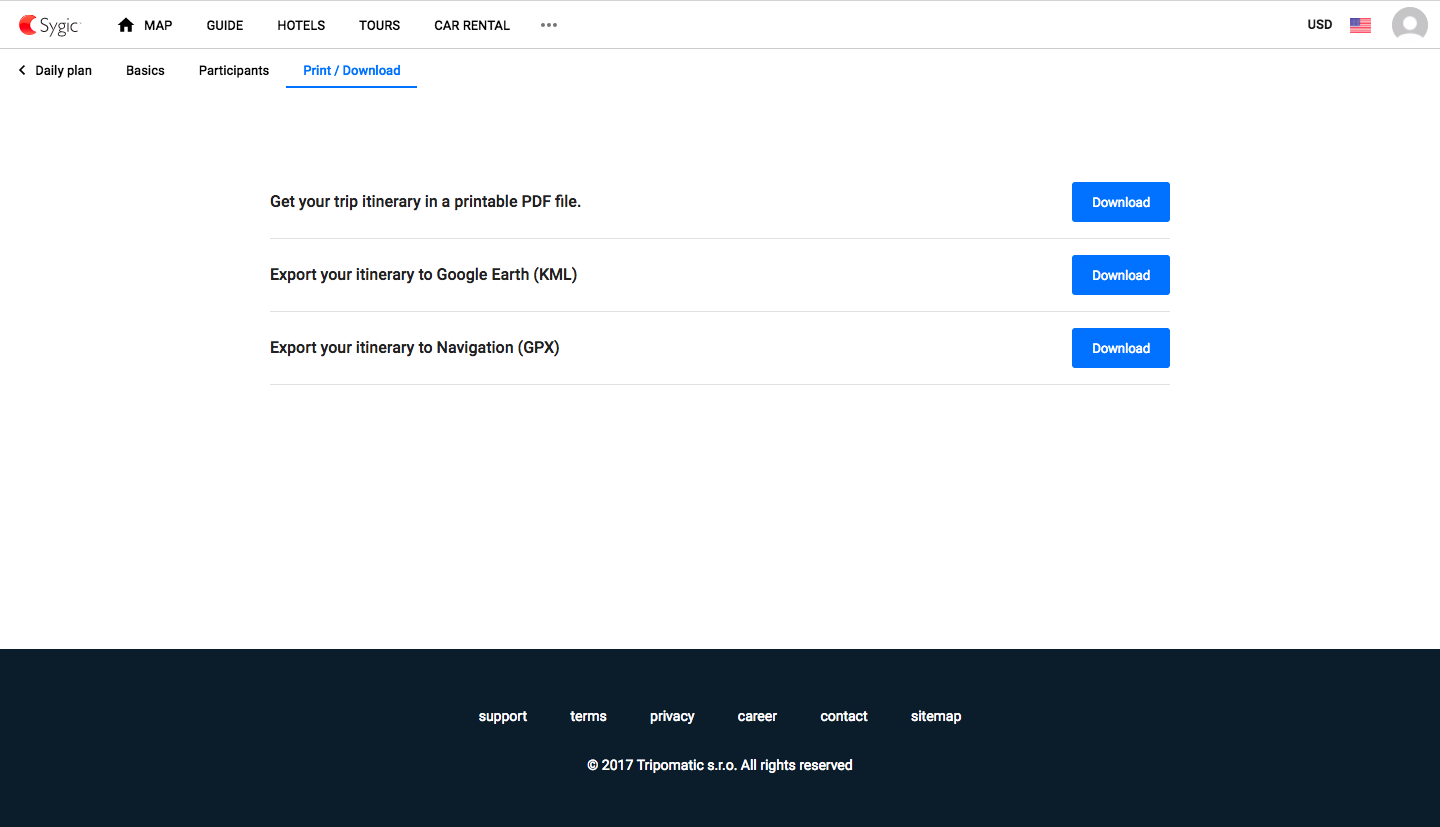 Sygic MAP GUIDE HOTELS TOURS CAR RENTAL USD
Daily plan Basics Participants Print / Download
Get your trip itinerary in a printable PDF file. Download
Export your itinerary to Google Earth (KML) Download
Export your itinerary to Navigation (GPX) Download
support terms privacy career contact sitemap
© 2017 Tripomatic s.r.o. All rights reserved